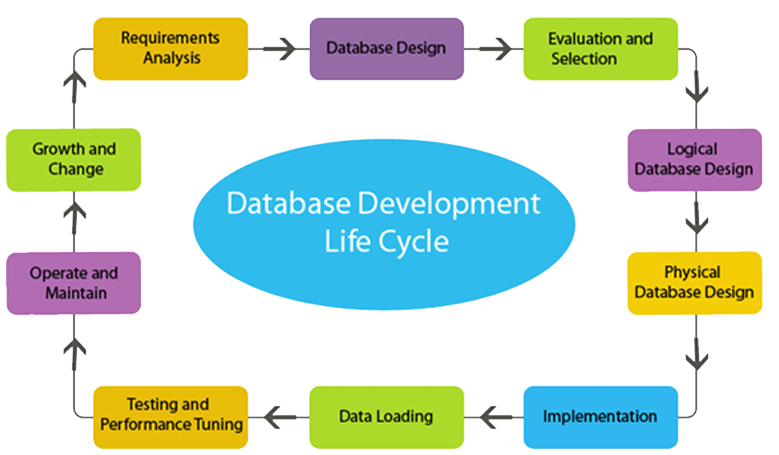 Requirements
Analysis
Database Design
Evaluation and
Selection
Logical
Database Design
Physical
Database Design
Implementation
Data Loading
Testing and
Performance Tuning
Operate and
Maintain
Growth and
Change
Database Development
Life Cycle